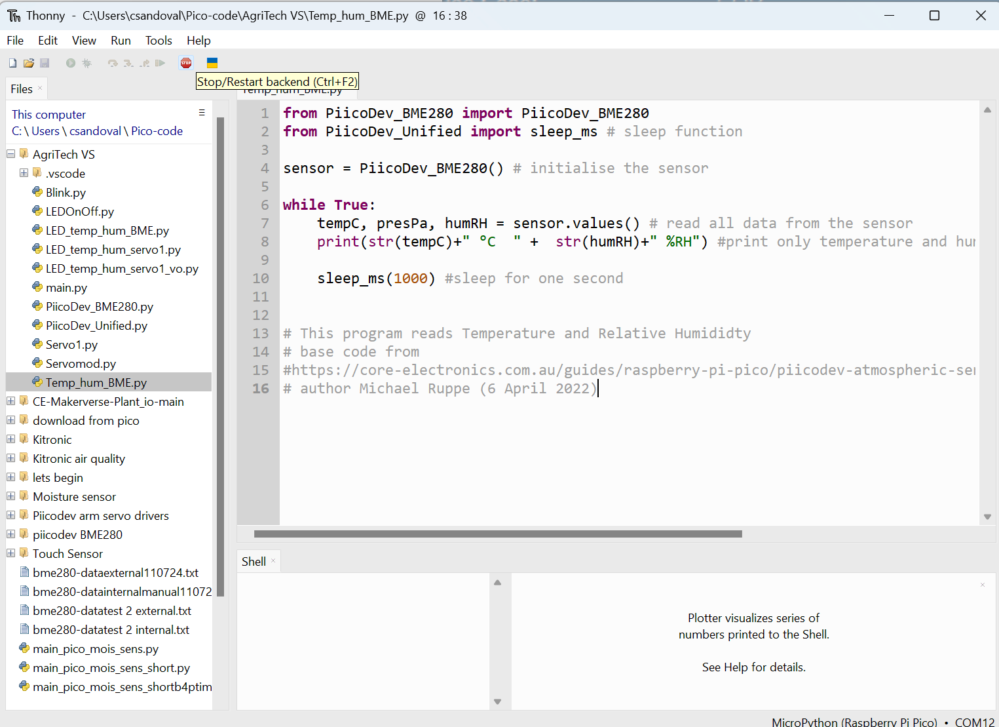 Thonny - C:\Users\csandoval\Pico-code\AgriTech VS\Temp_hum_BME.py @ 16 : 38
File Edit View Run Tools Help
STOP
Stop/Restart backend (Ctrl+F2)
Files
Temp_hum_BME.py
This computer
C: \ Users \ csandoval \ Pico-code
AgriTech VS
.vscode
Blink.py
LEDOnOff.py
LED_temp_hum_BME.py
LED_temp_hum_servo1.py
LED_temp_hum_servo1_vo.py
main.py
PiicoDev_BME280.py
PiicoDev_Unified.py
Servo1.py
Servomod.py
Temp_hum_BME.py
CE-Makerverse-Plant_io-main
download from pico
Kitronic
Kitronic air quality
lets begin
Moisture sensor
Piicodev arm servo drivers
piicodev BME280
Touch Sensor
bme280-dataexternal110724.txt
bme280-datainternalmanual11072
bme280-datatest 2 external.txt
bme280-datatest 2 internal.txt
main_pico_mois_sens.py
main_pico_mois_sens_short.py
main_pico_mois_sens_shortb4ptim
1 from PiicoDev_BME280 import PiicoDev_BME280
2 from PiicoDev_Unified import sleep_ms # sleep function
3
4 sensor = PiicoDev_BME280() # initialise the sensor
5
6 while True:
7 tempC, presPa, humRH = sensor.values() # read all data from the sensor
8 print(str(tempC)+" °C  " +  str(humRH)+" %RH") #print only temperature and hu
9
10 sleep_ms(1000) #sleep for one second
11
12
13 # This program reads Temperature and Relative Humididty
14 # base code from
15 #https://core-electronics.com.au/guides/raspberry-pi-pico/piicodev-atmospheric-se
16 # author Michael Ruppe (6 April 2022)
Shell
Plotter visualizes series of
numbers printed to the Shell.
See Help for details.
MicroPython (Raspberry Pi Pico) • COM12